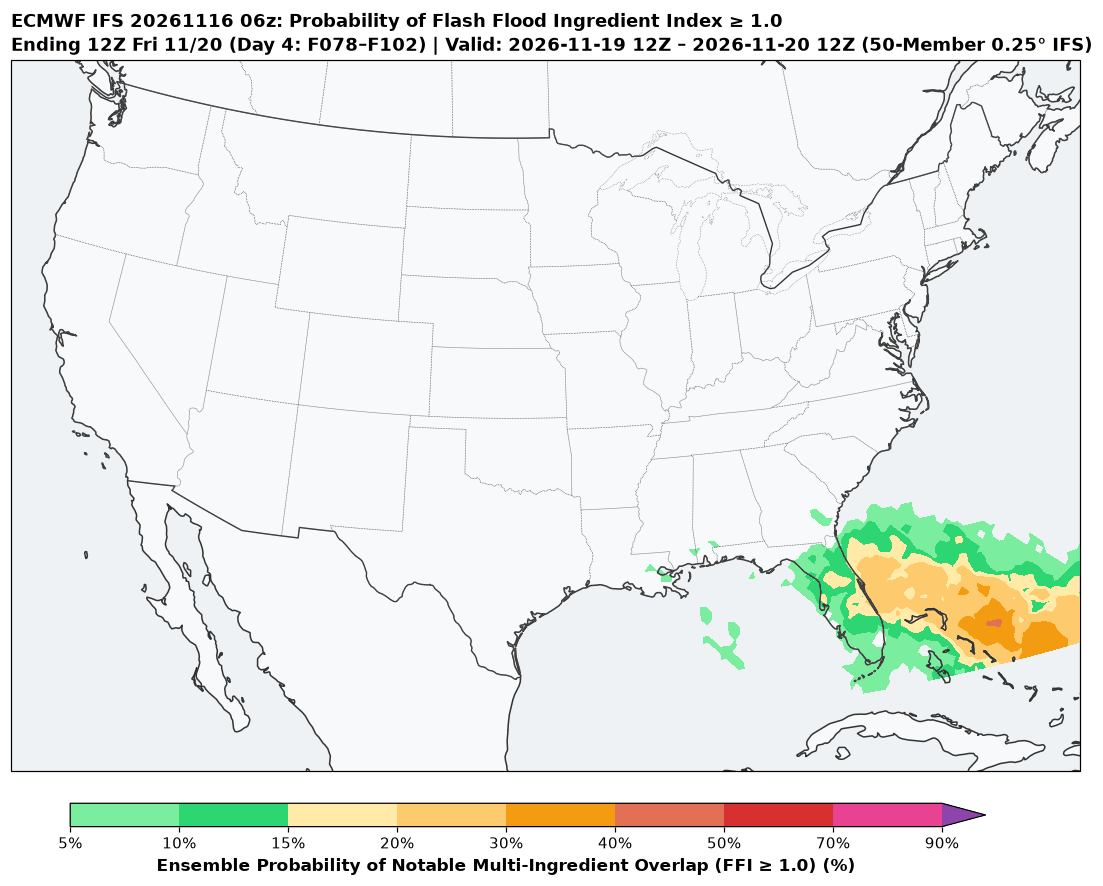 ECMWF IFS 20261116 06z: Probability of Flash Flood Ingredient Index ≥ 1.0
Ending 12Z Fri 11/20 (Day 4: F078–F102) | Valid: 2026-11-19 12Z – 2026-11-20 12Z (50-Member 0.25° IFS)
5% 10% 15% 20% 30% 40% 50% 70% 90%
Ensemble Probability of Notable Multi-Ingredient Overlap (FFI ≥ 1.0) (%)